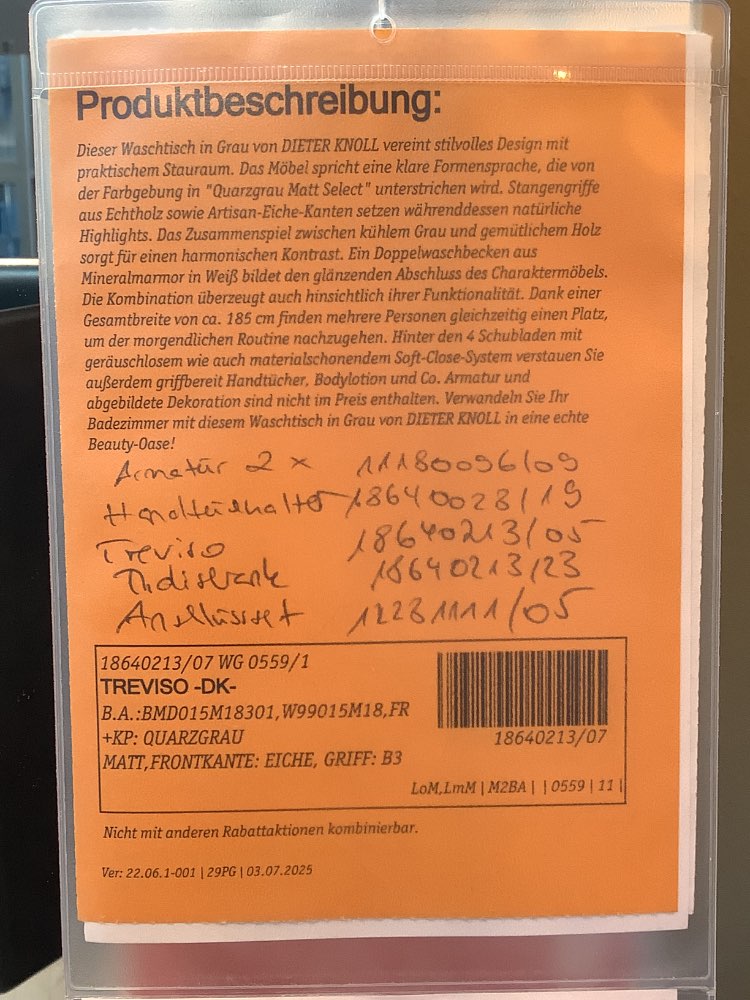 Produktbeschreibung:
Dieser Waschtisch in Grau von DIETER KNOLL vereint stilvolles Design mit
praktischem Stauraum. Das Möbel spricht eine klare Formensprache, die von
der Farbgebung in "Quarzgrau Matt Select" unterstrichen wird. Stangengriffe
aus Echtholz sowie Artisan-Eiche-Kanten setzen währenddessen natürliche
Highlights. Das Zusammenspiel zwischen kühlem Grau und gemütlichem Holz
sorgt für einen harmonischen Kontrast. Ein Doppelwaschbecken aus
Mineralmarmor in Weiß bildet den glänzenden Abschluss des Charaktermöbels.
Die Kombination überzeugt auch hinsichtlich ihrer Funktionalität. Dank einer
Gesamtbreite von ca. 185 cm finden mehrere Personen gleichzeitig einen Platz,
um der morgendlichen Routine nachzugehen. Hinter den 4 Schubladen mit
geräuschlosem wie auch materialschonendem Soft-Close-System verstauen Sie
außerdem griffbereit Handtücher, Bodylotion und Co. Armatur und
abgebildete Dekoration sind nicht im Preis enthalten. Verwandeln Sie Ihr
Badezimmer mit diesem Waschtisch in Grau von DIETER KNOLL in eine echte
Beauty-Oase!
Armatür 2 x 11180096/09
18640028/19
Treviso 18640213/05
18640213/23
12231111/05
18640213/07 WG 0559/1
TREVISO -DK-
B.A.:BMD015M18301,W99015M18,FR
+KP: QUARZGRAU
MATT,FRONTKANTE: EICHE, GRIFF: B3
18640213/07
LoM,LmM | M2BA | | 0559 | 11 |
Nicht mit anderen Rabattaktionen kombinierbar.
Ver: 22.06.1-001 | 29PG | 03.07.2025